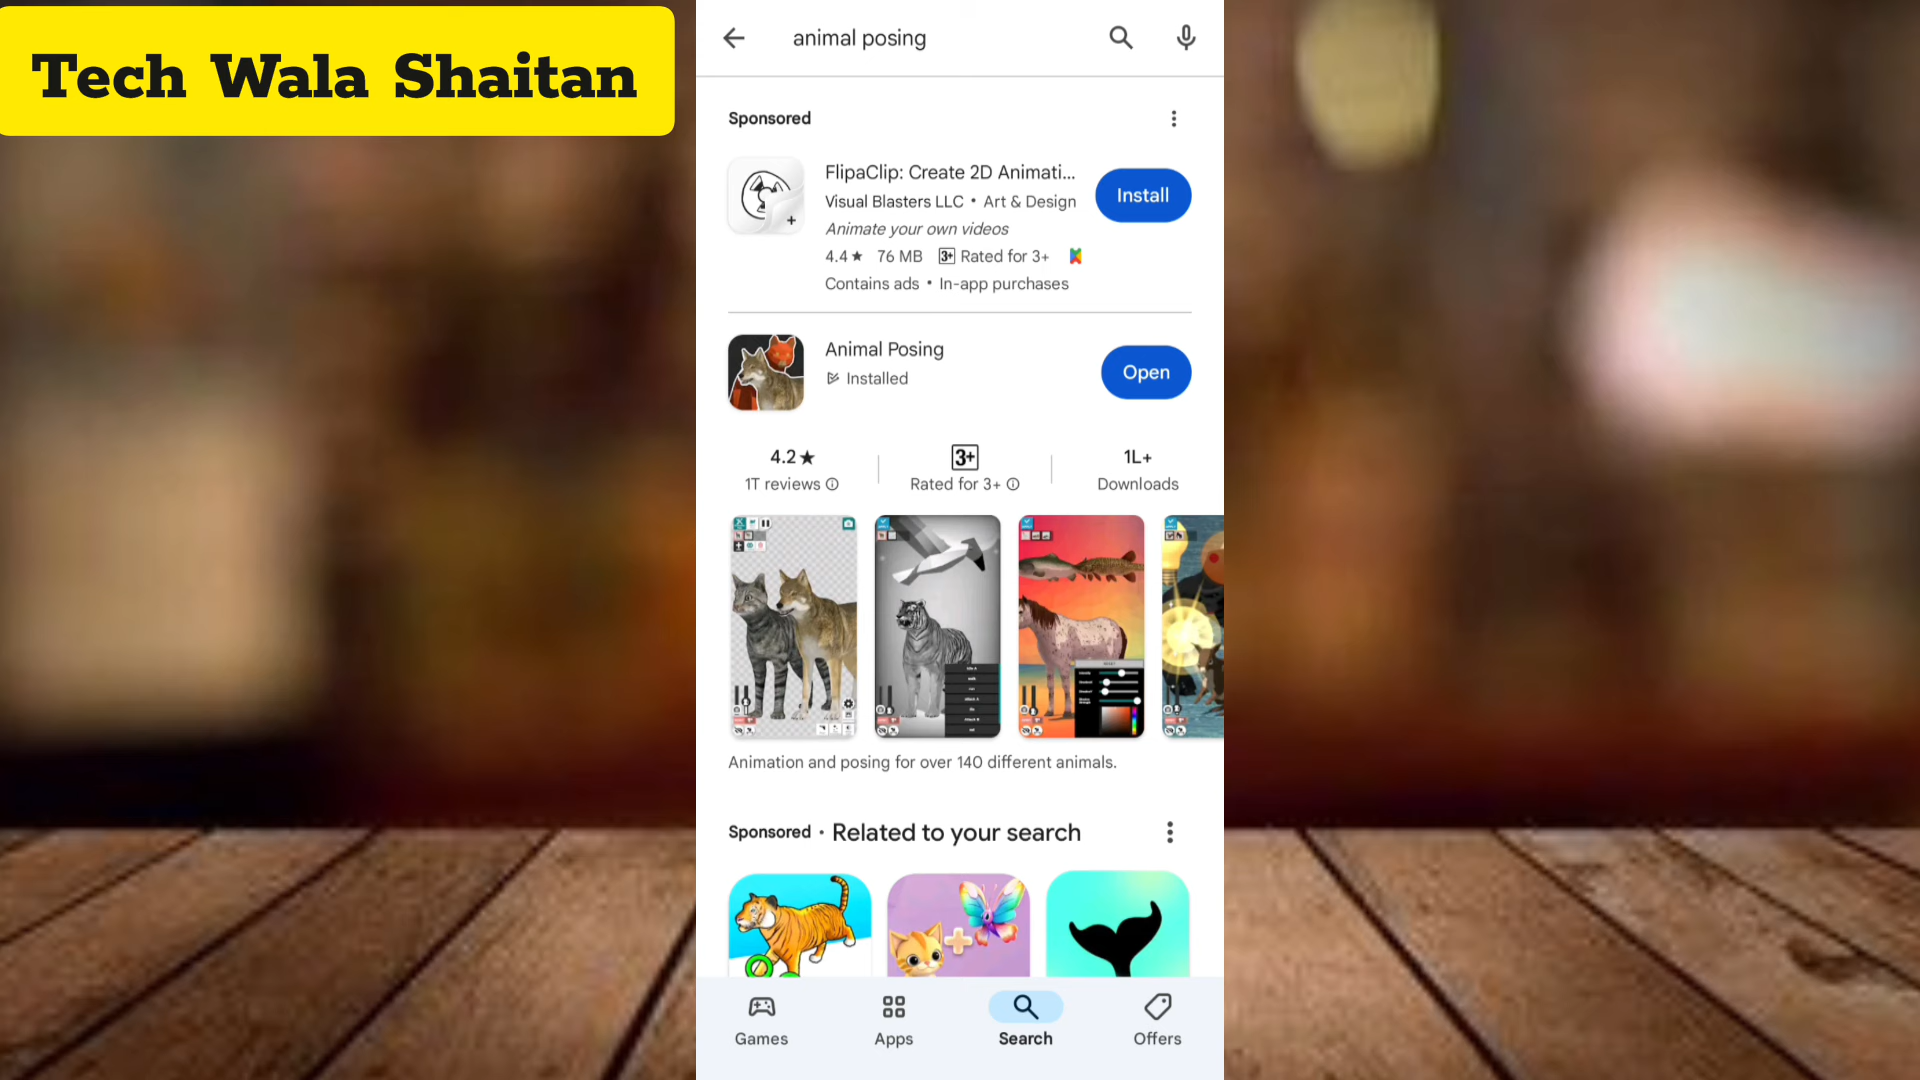 Tech Wala Shaitan
animal posing
Sponsored
FlipaClip: Create 2D Animati...
Visual Blasters LLC • Art & Design
Animate your own videos
4.4★ 76 MB 3+ Rated for 3+
Contains ads • In-app purchases
Install
Animal Posing
Installed
Open
4.2★
1T reviews
3+
Rated for 3+
1L+
Downloads
Animation and posing for over 140 different animals.
Sponsored • Related to your search
Games
Apps
Search
Offers